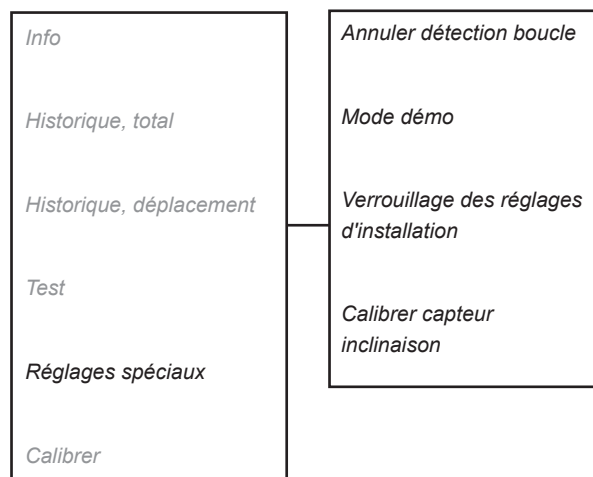 Info
Historique, total
Historique, déplacement
Test
Réglages spéciaux
Calibrer
Annuler détection boucle
Mode démo
Verrouillage des réglages
d'installation
Calibrer capteur
inclinaison